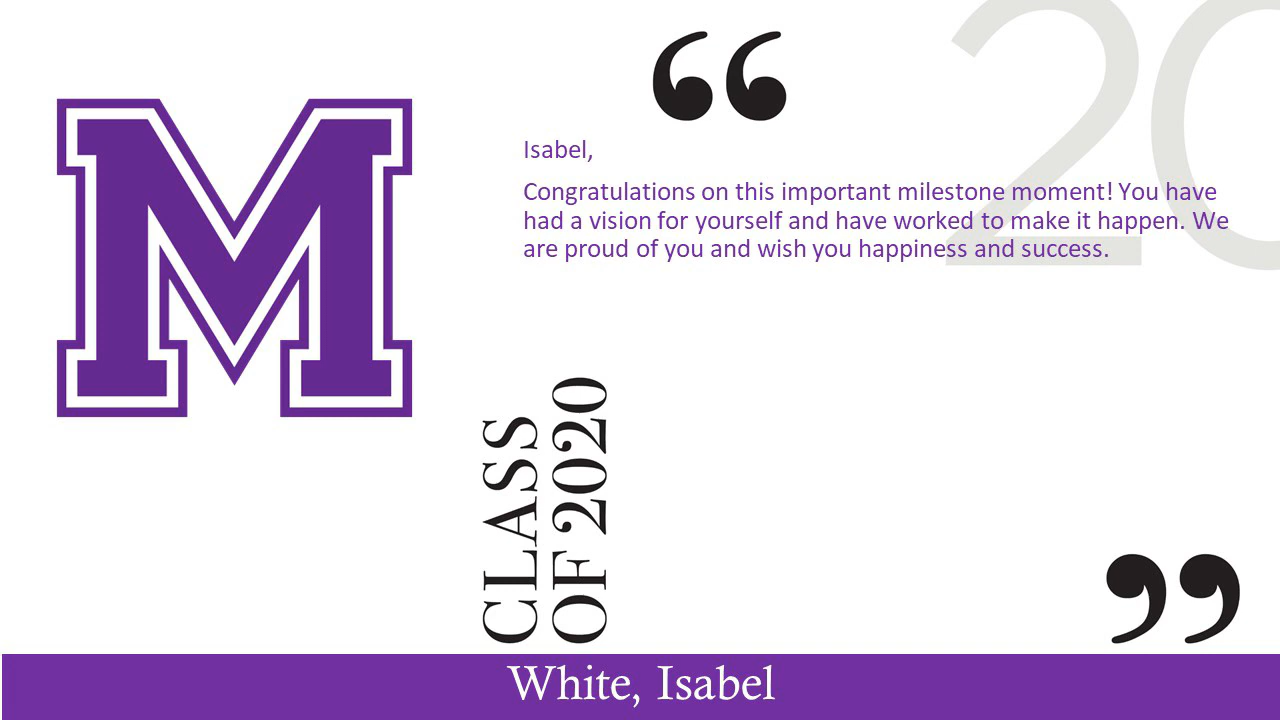 20
M
Isabel,
Congratulations on this important milestone moment! You have
had a vision for yourself and have worked to make it happen. We
are proud of you and wish you happiness and success.
CLASS
OF 2020
White, Isabel